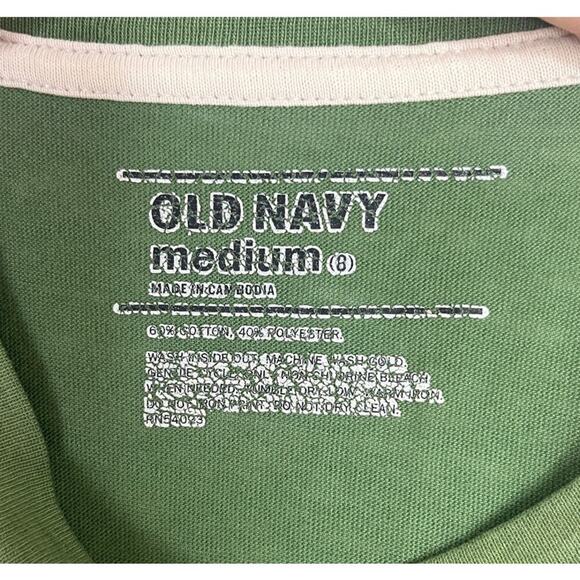 OLD NAVY
medium (8)
MADE IN CAMBODIA
60% COTTON, 40% POLYESTER.
WASH INSIDE OUT, MACHINE WASH COLD,
GENTLE CYCLE, ONLY NON-CHLORINE BLEACH
WHEN NEEDED, TUMBLE DRY LOW, WARM IRON.
DO NOT IRON PRINT, DO NOT DRY CLEAN.
RN54023